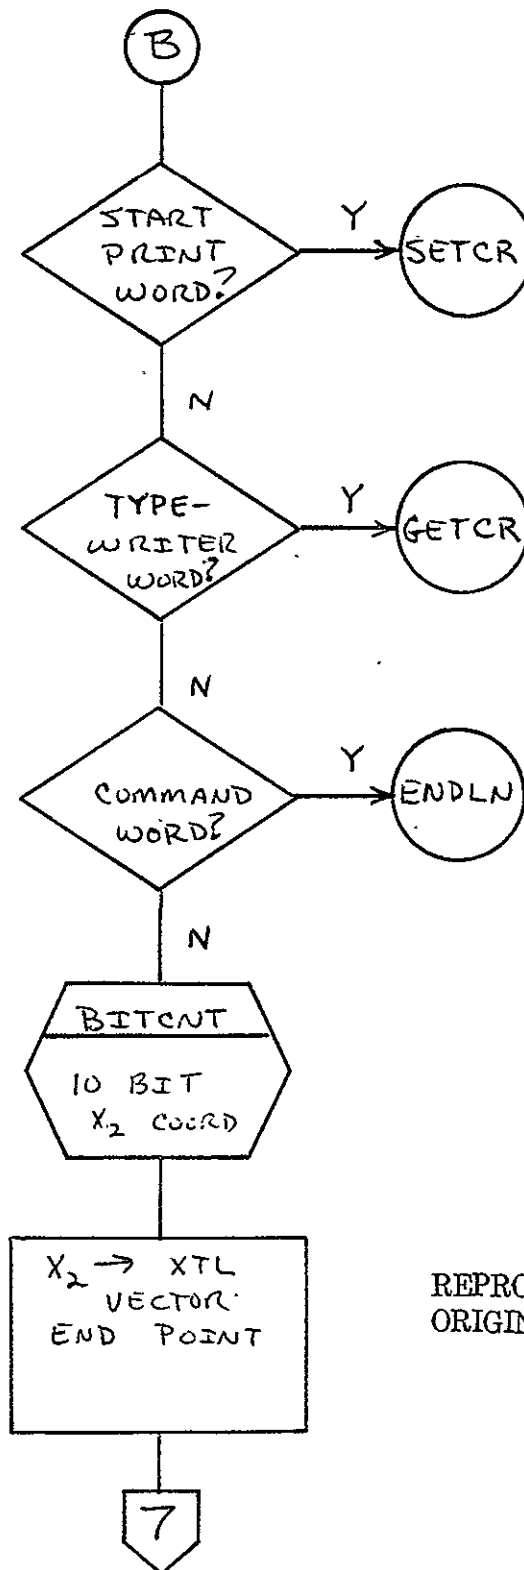 B
START
PRINT
WORD?
Y
SETCR
N
TYPE-
WRITER
WORD?
Y
GETCR
N
COMMAND
WORD?
Y
ENDLN
N
BITCNT
10 BIT
X₂ COORD
X₂ → XTL
VECTOR
END POINT
REPRO
ORIGIN
7